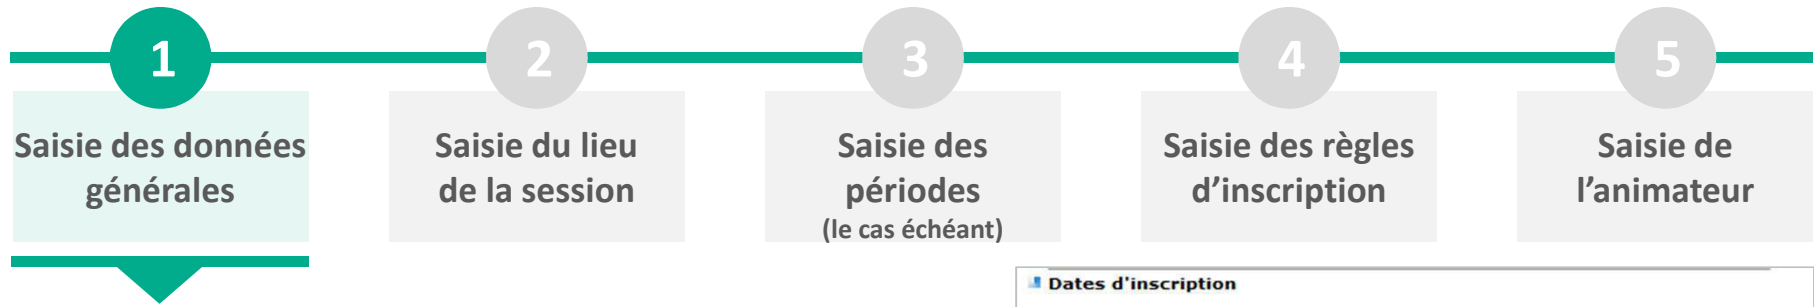 1
Saisie des données
générales
2
Saisie du lieu
de la session
3
Saisie des
périodes
(le cas échéant)
4
Saisie des règles
d’inscription
5
Saisie de
l’animateur
Dates d'inscription